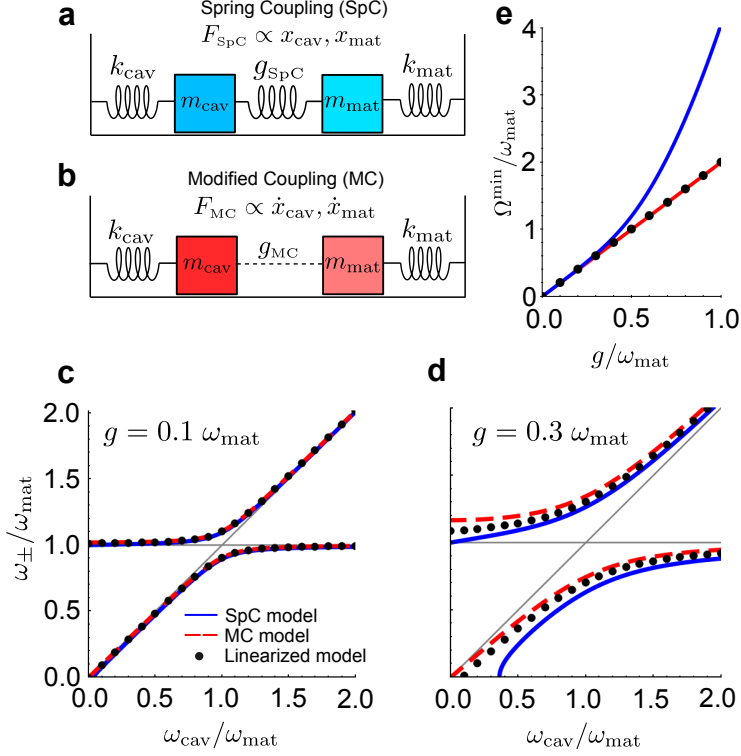 a
Spring Coupling (SpC)
F_SpC ∝ x_cav, x_mat
k_cav
g_SpC
k_mat
m_cav
m_mat
b
Modified Coupling (MC)
F_MC ∝ ẋ_cav, ẋ_mat
k_cav
g_MC
k_mat
m_cav
m_mat
e
4
3
2
1
0
Ω^min/ω_mat
0.0 0.5 1.0
g/ω_mat
c
g = 0.1 ω_mat
2.0
1.5
1.0
0.5
0.0
ω_±/ω_mat
SpC model
MC model
Linearized model
0.0 0.5 1.0 1.5 2.0
ω_cav/ω_mat
d
g = 0.3 ω_mat
0.0 0.5 1.0 1.5 2.0
ω_cav/ω_mat